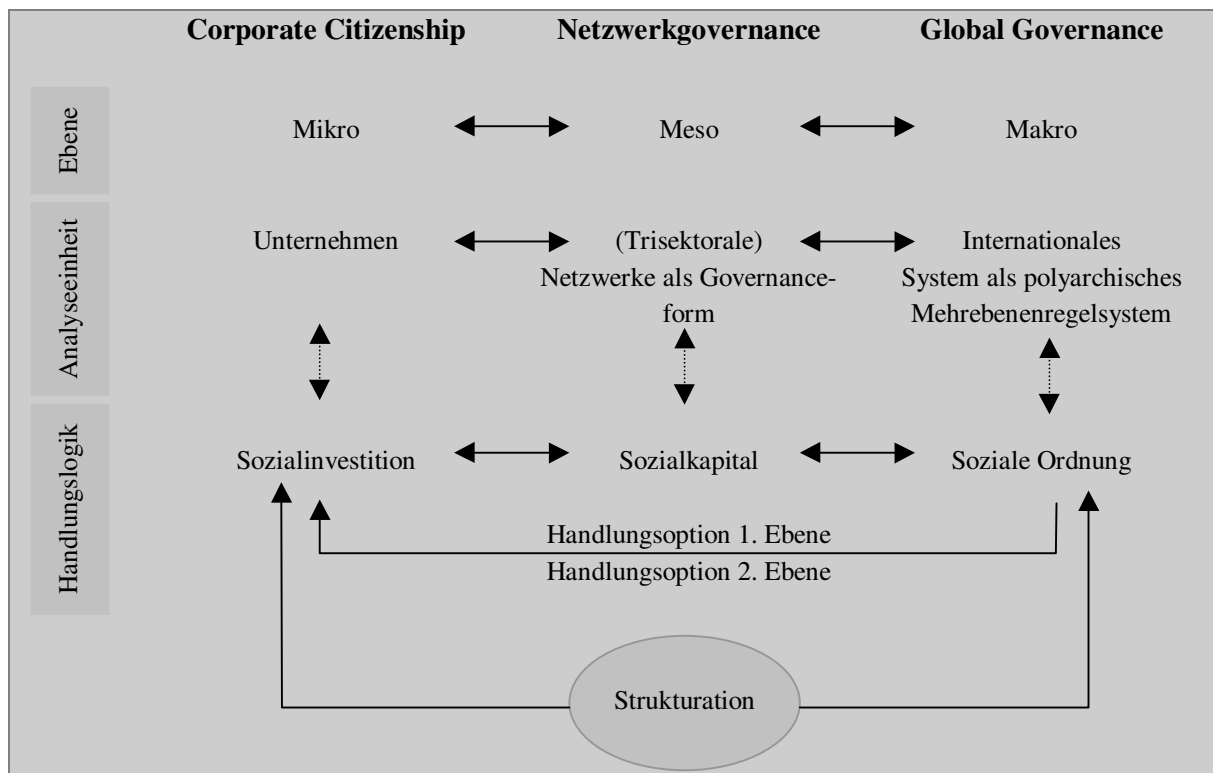 Corporate Citizenship Netzwerkgovernance Global Governance
Ebene
Mikro Meso Makro
Analyseeinheit
Unternehmen (Trisektorale) Internationales
Netzwerke als Governance- System als polyarchisches
form Mehrebenenregelsystem
Handlungslogik
Sozialinvestition Sozialkapital Soziale Ordnung
Handlungsoption 1. Ebene
Handlungsoption 2. Ebene
Strukturation